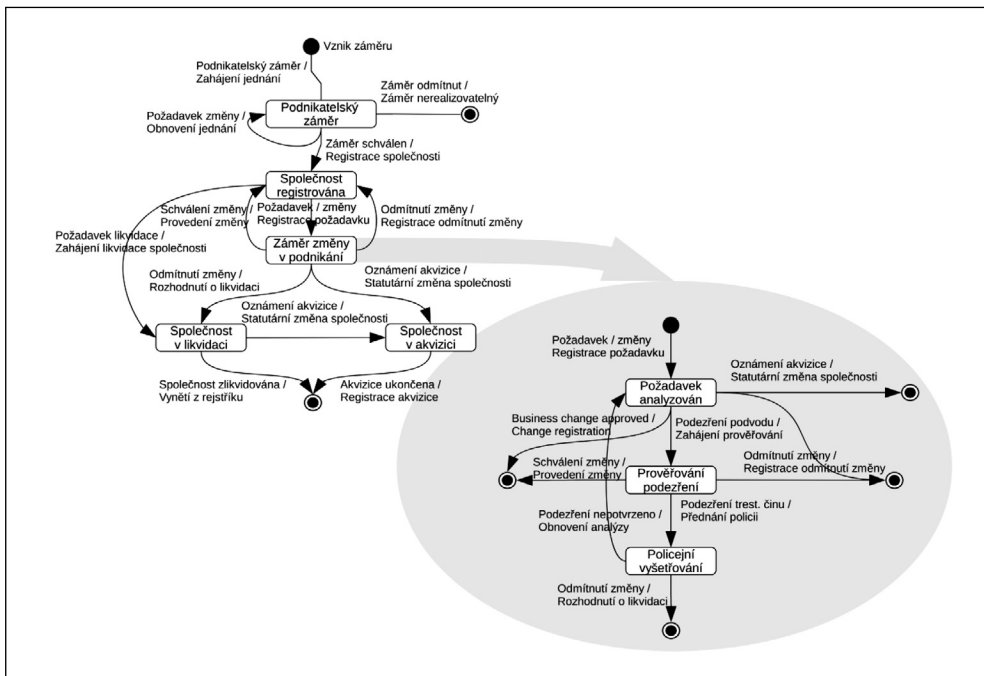 Vznik záměru
Podnikatelský záměr /
Zahájení jednání
Záměr odmítnut /
Záměr nerealizovatelný
Podnikatelský
záměr
Požadavek změny /
Obnovení jednání
Záměr schválen /
Registrace společnosti
Společnost
registrována
Schválení změny /
Provedení změny
Požadavek / změny
Registrace požadavku
Odmítnutí změny /
Registrace odmítnutí změny
Požadavek likvidace /
Zahájení likvidace společnosti
Záměr změny
v podnikání
Odmítnutí změny /
Rozhodnutí o likvidaci
Oznámení akvizice /
Statutární změna společnosti
Oznámení akvizice /
Statutární změna společnosti
Společnost
v likvidaci
Společnost
v akvizici
Společnost zlikvidována /
Vynětí z rejstříku
Akvizice ukončena /
Registrace akvizice
Požadavek / změny
Registrace požadavku
Oznámení akvizice /
Statutární změna společnosti
Požadavek
analyzován
Business change approved /
Change registration
Podezření podvodu /
Zahájení prověřování
Schválení změny /
Provedení změny
Prověřování
podezření
Odmítnutí změny /
Registrace odmítnutí změny
Podezření nepotvrzeno /
Obnovení analýzy
Podezření trest. činu /
Přednání policii
Policejní
vyšetřování
Odmítnutí změny /
Rozhodnutí o likvidaci